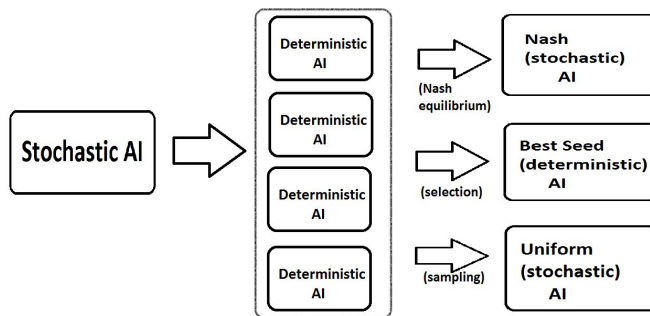 Stochastic AI
Deterministic
AI
Deterministic
AI
Deterministic
AI
Deterministic
AI
(Nash
equilibrium)
(selection)
(sampling)
Nash
(stochastic)
AI
Best Seed
(deterministic)
AI
Uniform
(stochastic)
AI